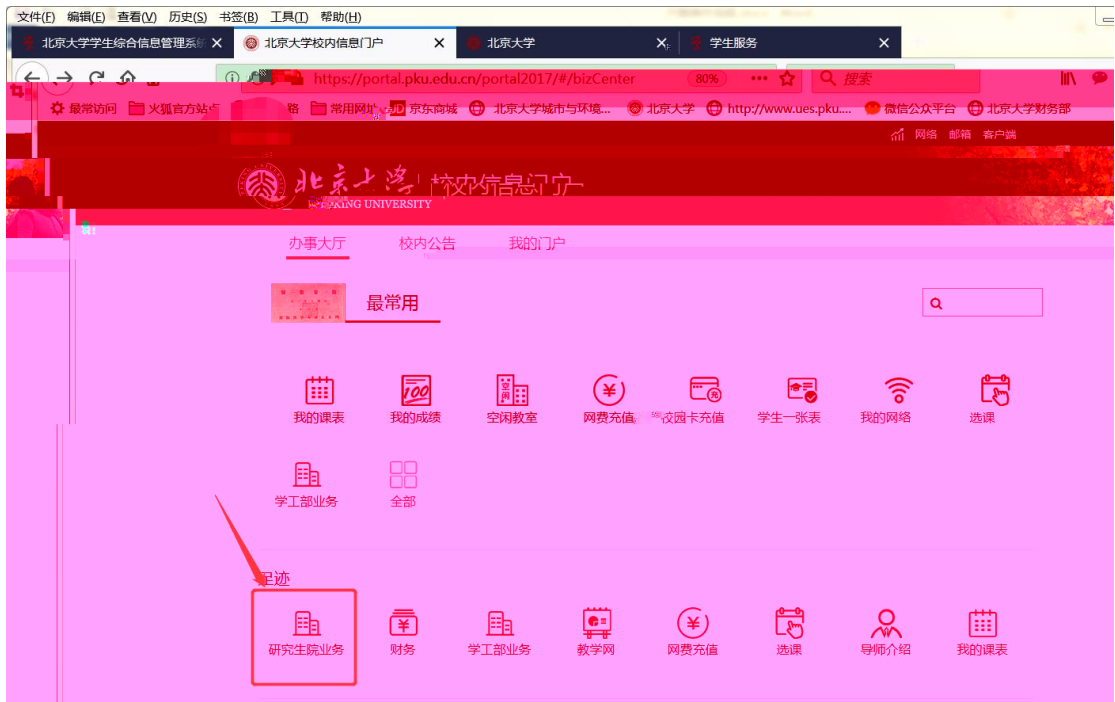 文件(F) 编辑(E) 查看(V) 历史(S) 书签(B) 工具(T) 帮助(H)
北京大学学生综合信息管理系统 北京大学校内信息门户 北京大学 学生服务
https://portal.pku.edu.cn/portal2017/#/bizCenter 80% 搜索
最常访问 火狐官方站点 常用网址 JD 京东商城 北京大学城市与环境... 北京大学 http://www.ues.pku.... 微信公众平台 北京大学财务部
网络 邮箱 客户端
北京大学 校内信息门户
PEKING UNIVERSITY
办事大厅 校内公告 我的门户
最常用
我的课表 我的成绩 空闲教室 网费充值 校园卡充值 学生一张表 我的网络 选课
学工部业务 全部
足迹
研究生院业务 财务 学工部业务 教学网 网费充值 选课 导师介绍 我的课表